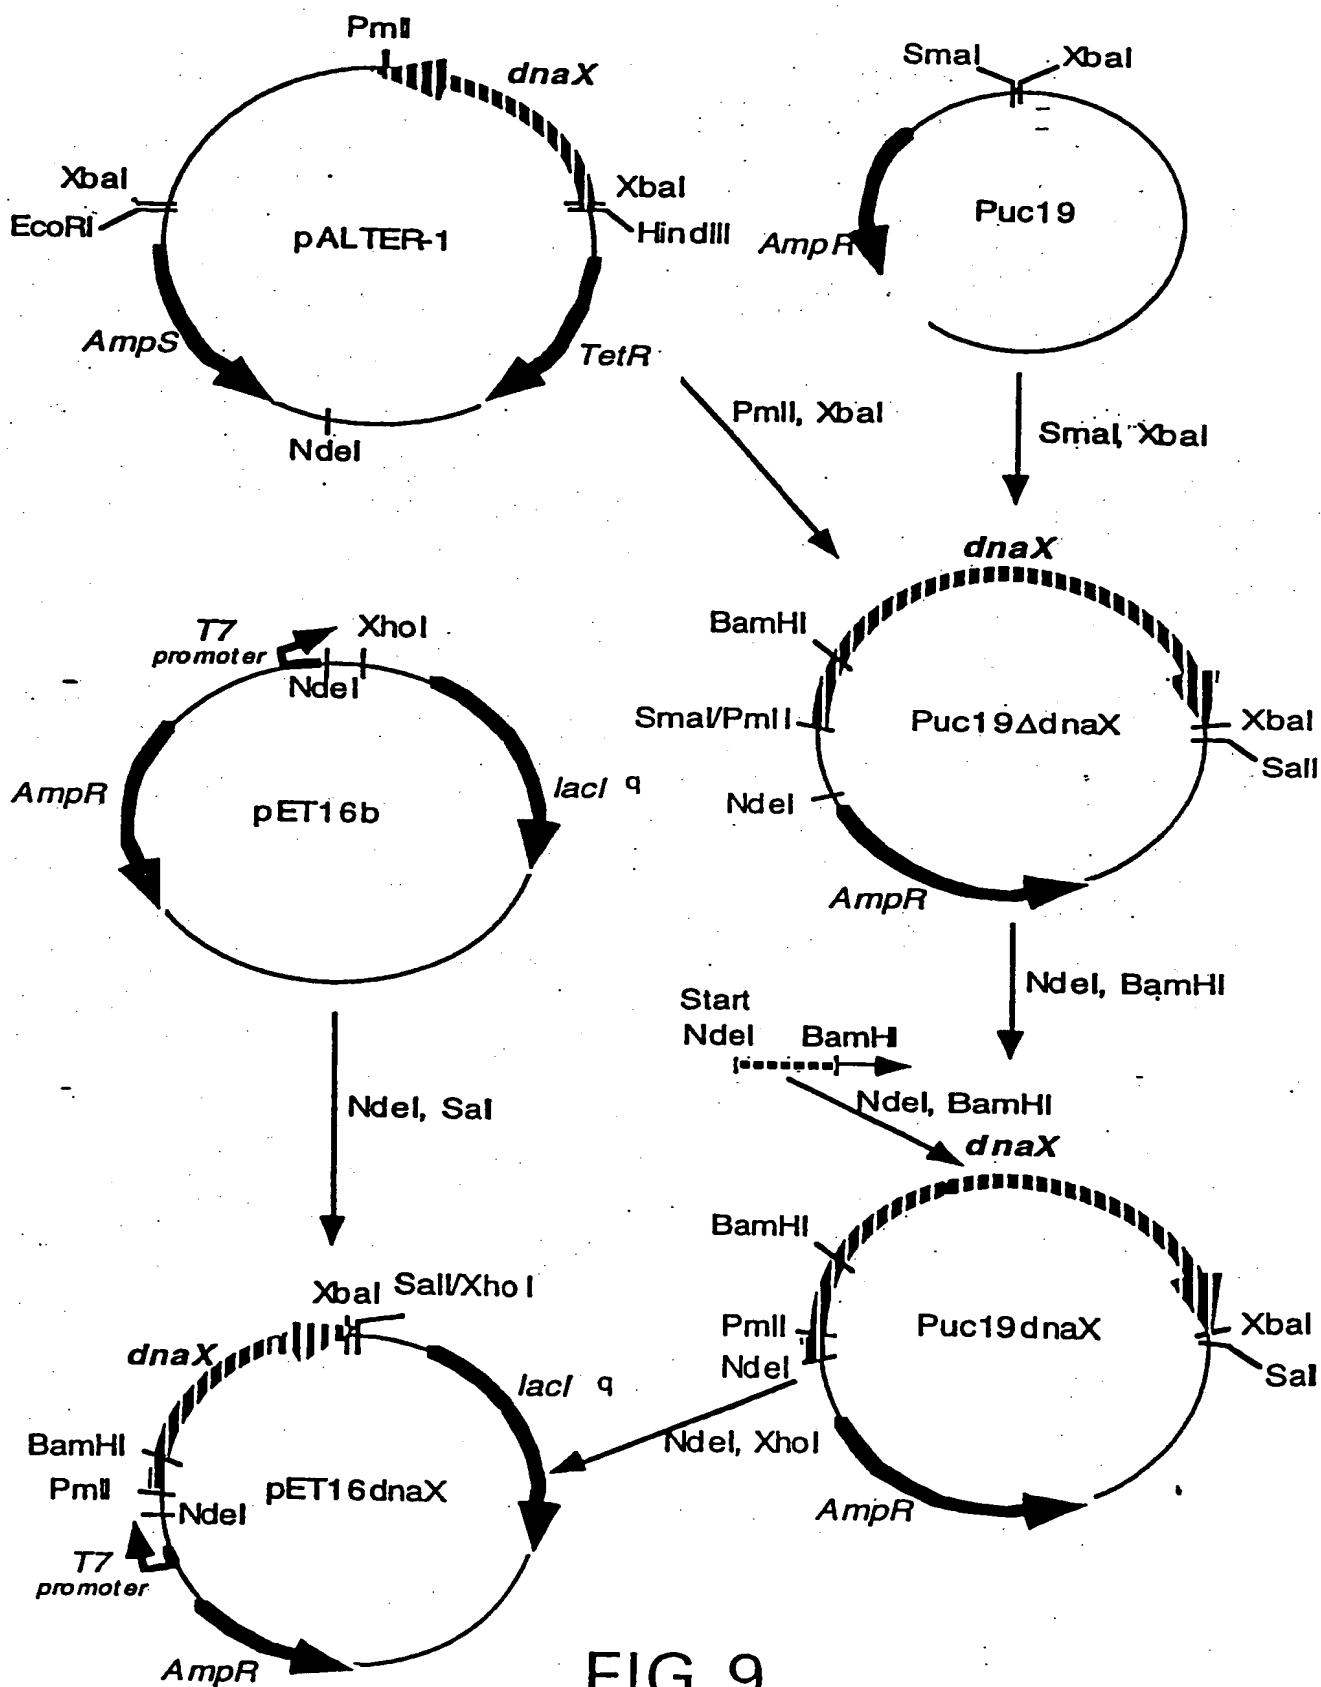 PmlI
dnaX
XbaI
EcoRI
pALTER-1
XbaI
HindIII
AmpS
TetR
NdeI
SmaI
XbaI
Puc19
AmpR
PmlI, XbaI
SmaI, XbaI
T7
promoter
XhoI
NdeI
AmpR
pET16b
lacI q
dnaX
BamHI
SmaI/PmlI
Puc19ΔdnaX
XbaI
SalI
NdeI
AmpR
NdeI, BamHI
Start
NdeI
BamHI
NdeI, BamHI
NdeI, SalI
dnaX
BamHI
PmlI
Puc19dnaX
XbaI
NdeI
SalI
AmpR
NdeI, XhoI
XbaI
SalI/XhoI
dnaX
lacI q
BamHI
PmlI
pET16dnaX
NdeI
T7
promoter
AmpR
FIG. 9